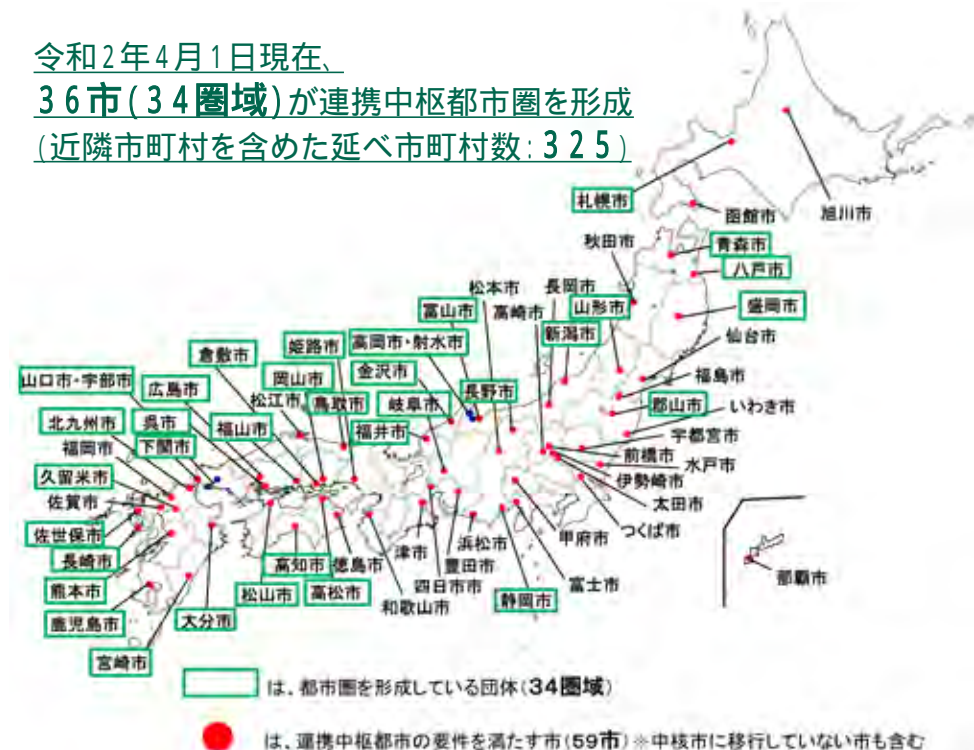 令和2年4月1日現在、
36市(34圏域)が連携中枢都市圏を形成
(近隣市町村を含めた延べ市町村数:325)
札幌市
函館市
旭川市
秋田市
青森市
八戸市
松本市
長岡市
富山市
高崎市
山形市
盛岡市
新潟市
仙台市
倉敷市
姫路市
高岡市・射水市
山口市・宇部市
広島市
岡山市
金沢市
長野市
福島市
松江市
鳥取市
岐阜市
郡山市
いわき市
北九州市
呉市
福山市
福井市
宇都宮市
福岡市
下関市
前橋市
水戸市
久留米市
伊勢崎市
佐賀市
太田市
佐世保市
つくば市
長崎市
高知市
徳島市
津市
浜松市
甲府市
豊田市
熊本市
松山市
高松市
四日市市
富士市
那覇市
和歌山市
静岡市
鹿児島市
大分市
宮崎市
は、都市圏を形成している団体(34圏域)
は、連携中枢都市の要件を満たす市(59市)※中核市に移行していない市も含む